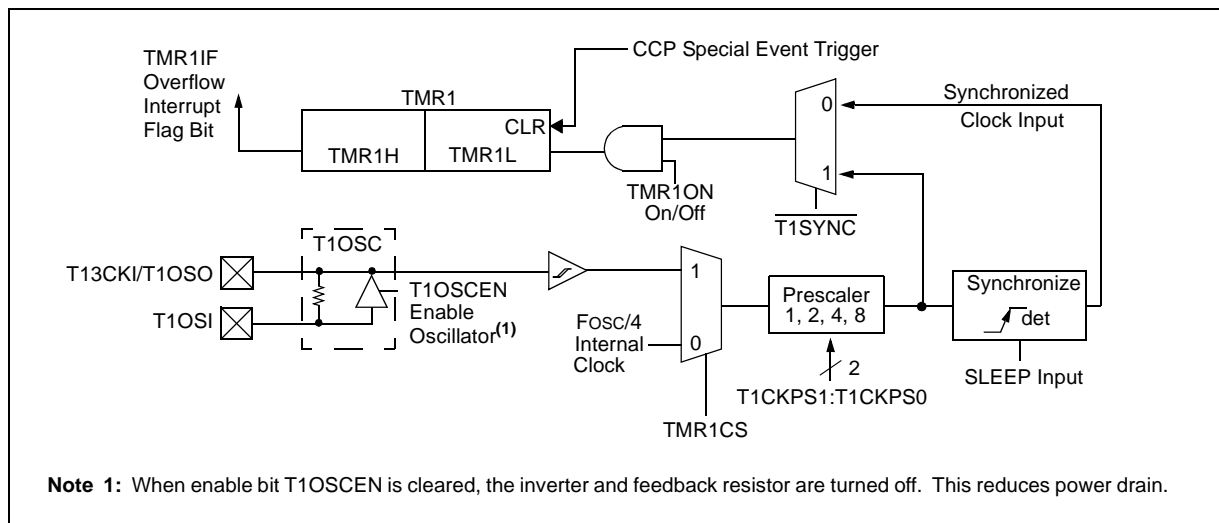 CCP Special Event Trigger
TMR1IF
Overflow
Interrupt
Flag Bit
TMR1
CLR
TMR1H
TMR1L
TMR1ON
On/Off
0
1
T1SYNC
Synchronized
Clock Input
T1OSC
T13CKI/T1OSO
T1OSI
T1OSCEN
Enable
Oscillator(1)
FOSC/4
Internal
Clock
1
0
TMR1CS
Prescaler
1, 2, 4, 8
2
T1CKPS1:T1CKPS0
Synchronize
det
SLEEP Input
Note 1: When enable bit T1OSCEN is cleared, the inverter and feedback resistor are turned off. This reduces power drain.